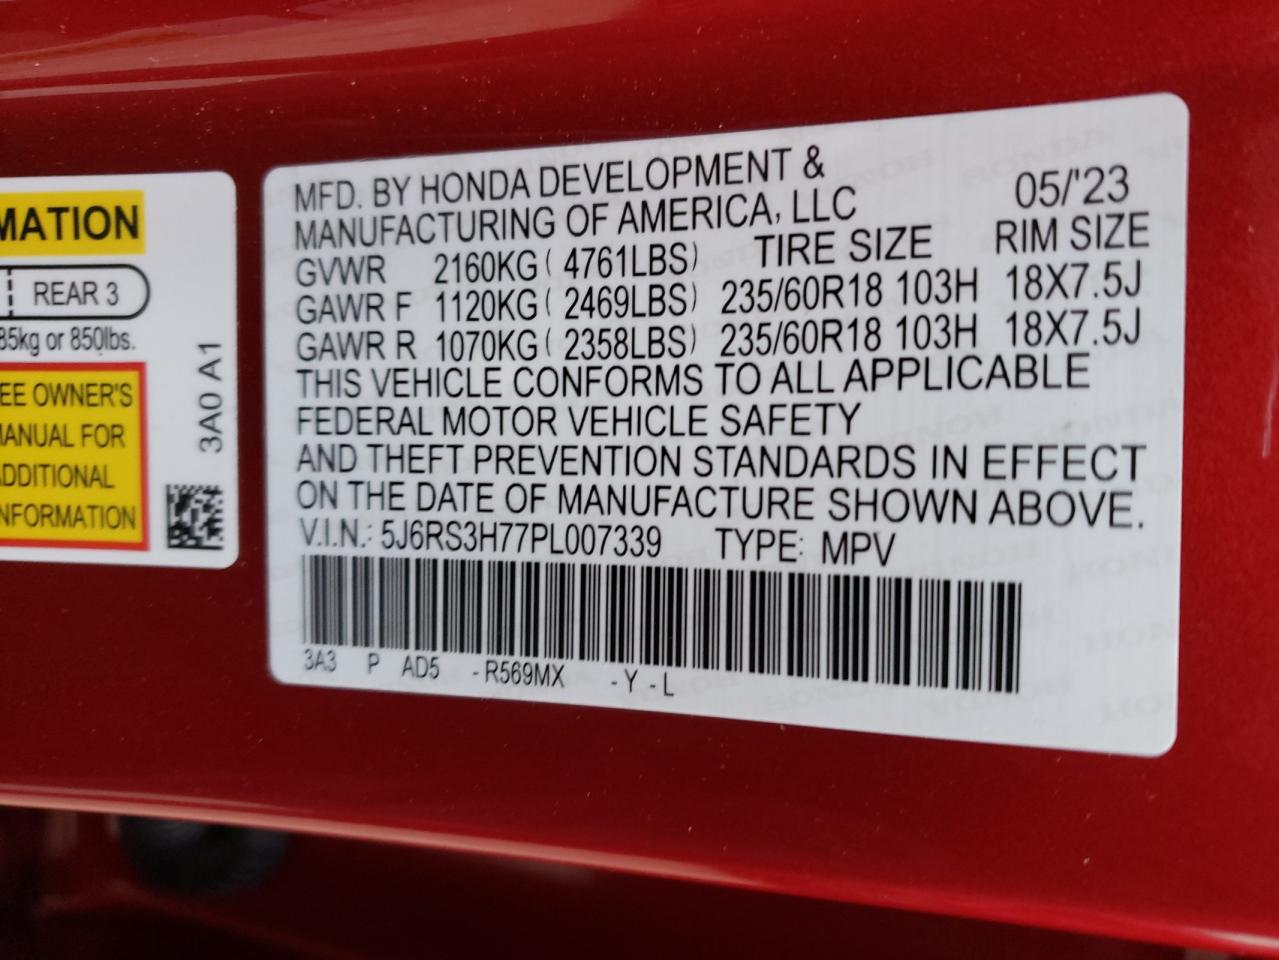 MATION
REAR 3
85kg or 850lbs.
EE OWNER'S
MANUAL FOR
ADDITIONAL
NFORMATION
3A0 A1
MFD. BY HONDA DEVELOPMENT &
MANUFACTURING OF AMERICA, LLC 05/'23
GVWR 2160KG ( 4761LBS) TIRE SIZE RIM SIZE
GAWR F 1120KG ( 2469LBS) 235/60R18 103H 18X7.5J
GAWR R 1070KG ( 2358LBS) 235/60R18 103H 18X7.5J
THIS VEHICLE CONFORMS TO ALL APPLICABLE
FEDERAL MOTOR VEHICLE SAFETY
AND THEFT PREVENTION STANDARDS IN EFFECT
ON THE DATE OF MANUFACTURE SHOWN ABOVE.
V.I.N.: 5J6RS3H77PL007339 TYPE: MPV
3A3 P AD5 - R569MX - Y - L